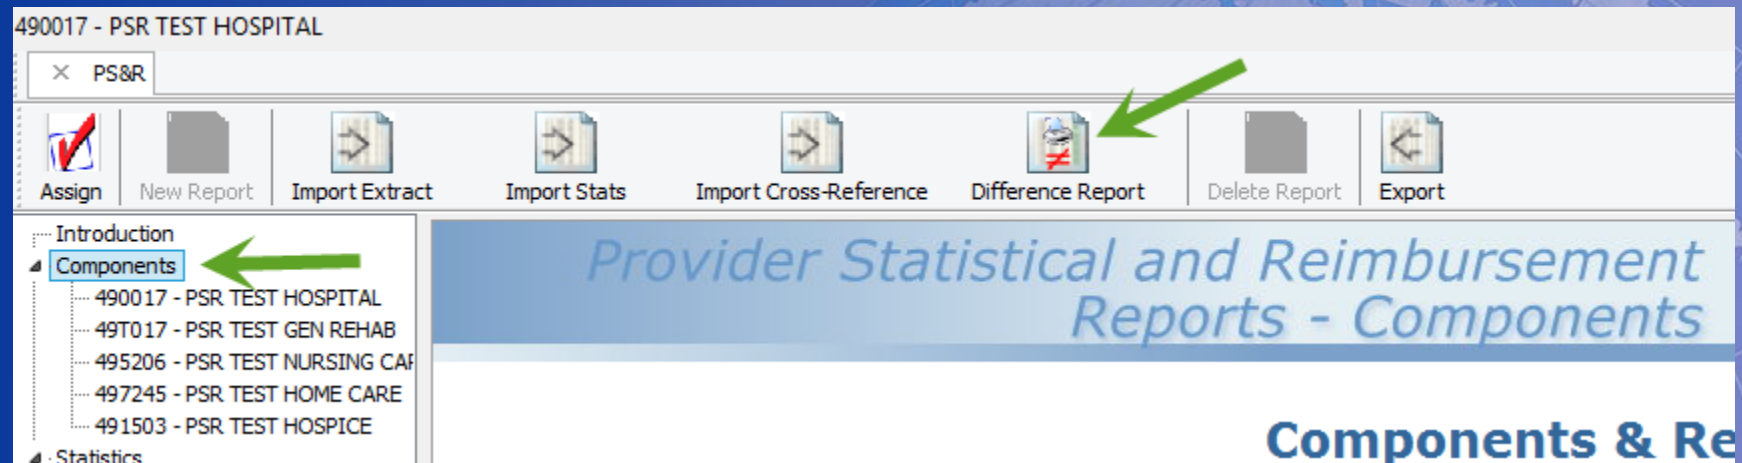 490017 - PSR TEST HOSPITAL
PS&R
Assign New Report Import Extract Import Stats Import Cross-Reference Difference Report Delete Report Export
Introduction
Components
490017 - PSR TEST HOSPITAL
49T017 - PSR TEST GEN REHAB
495206 - PSR TEST NURSING CAR
497245 - PSR TEST HOME CARE
491503 - PSR TEST HOSPICE
Statistics
Provider Statistical and Reimbursement
Reports - Components
Components & Re